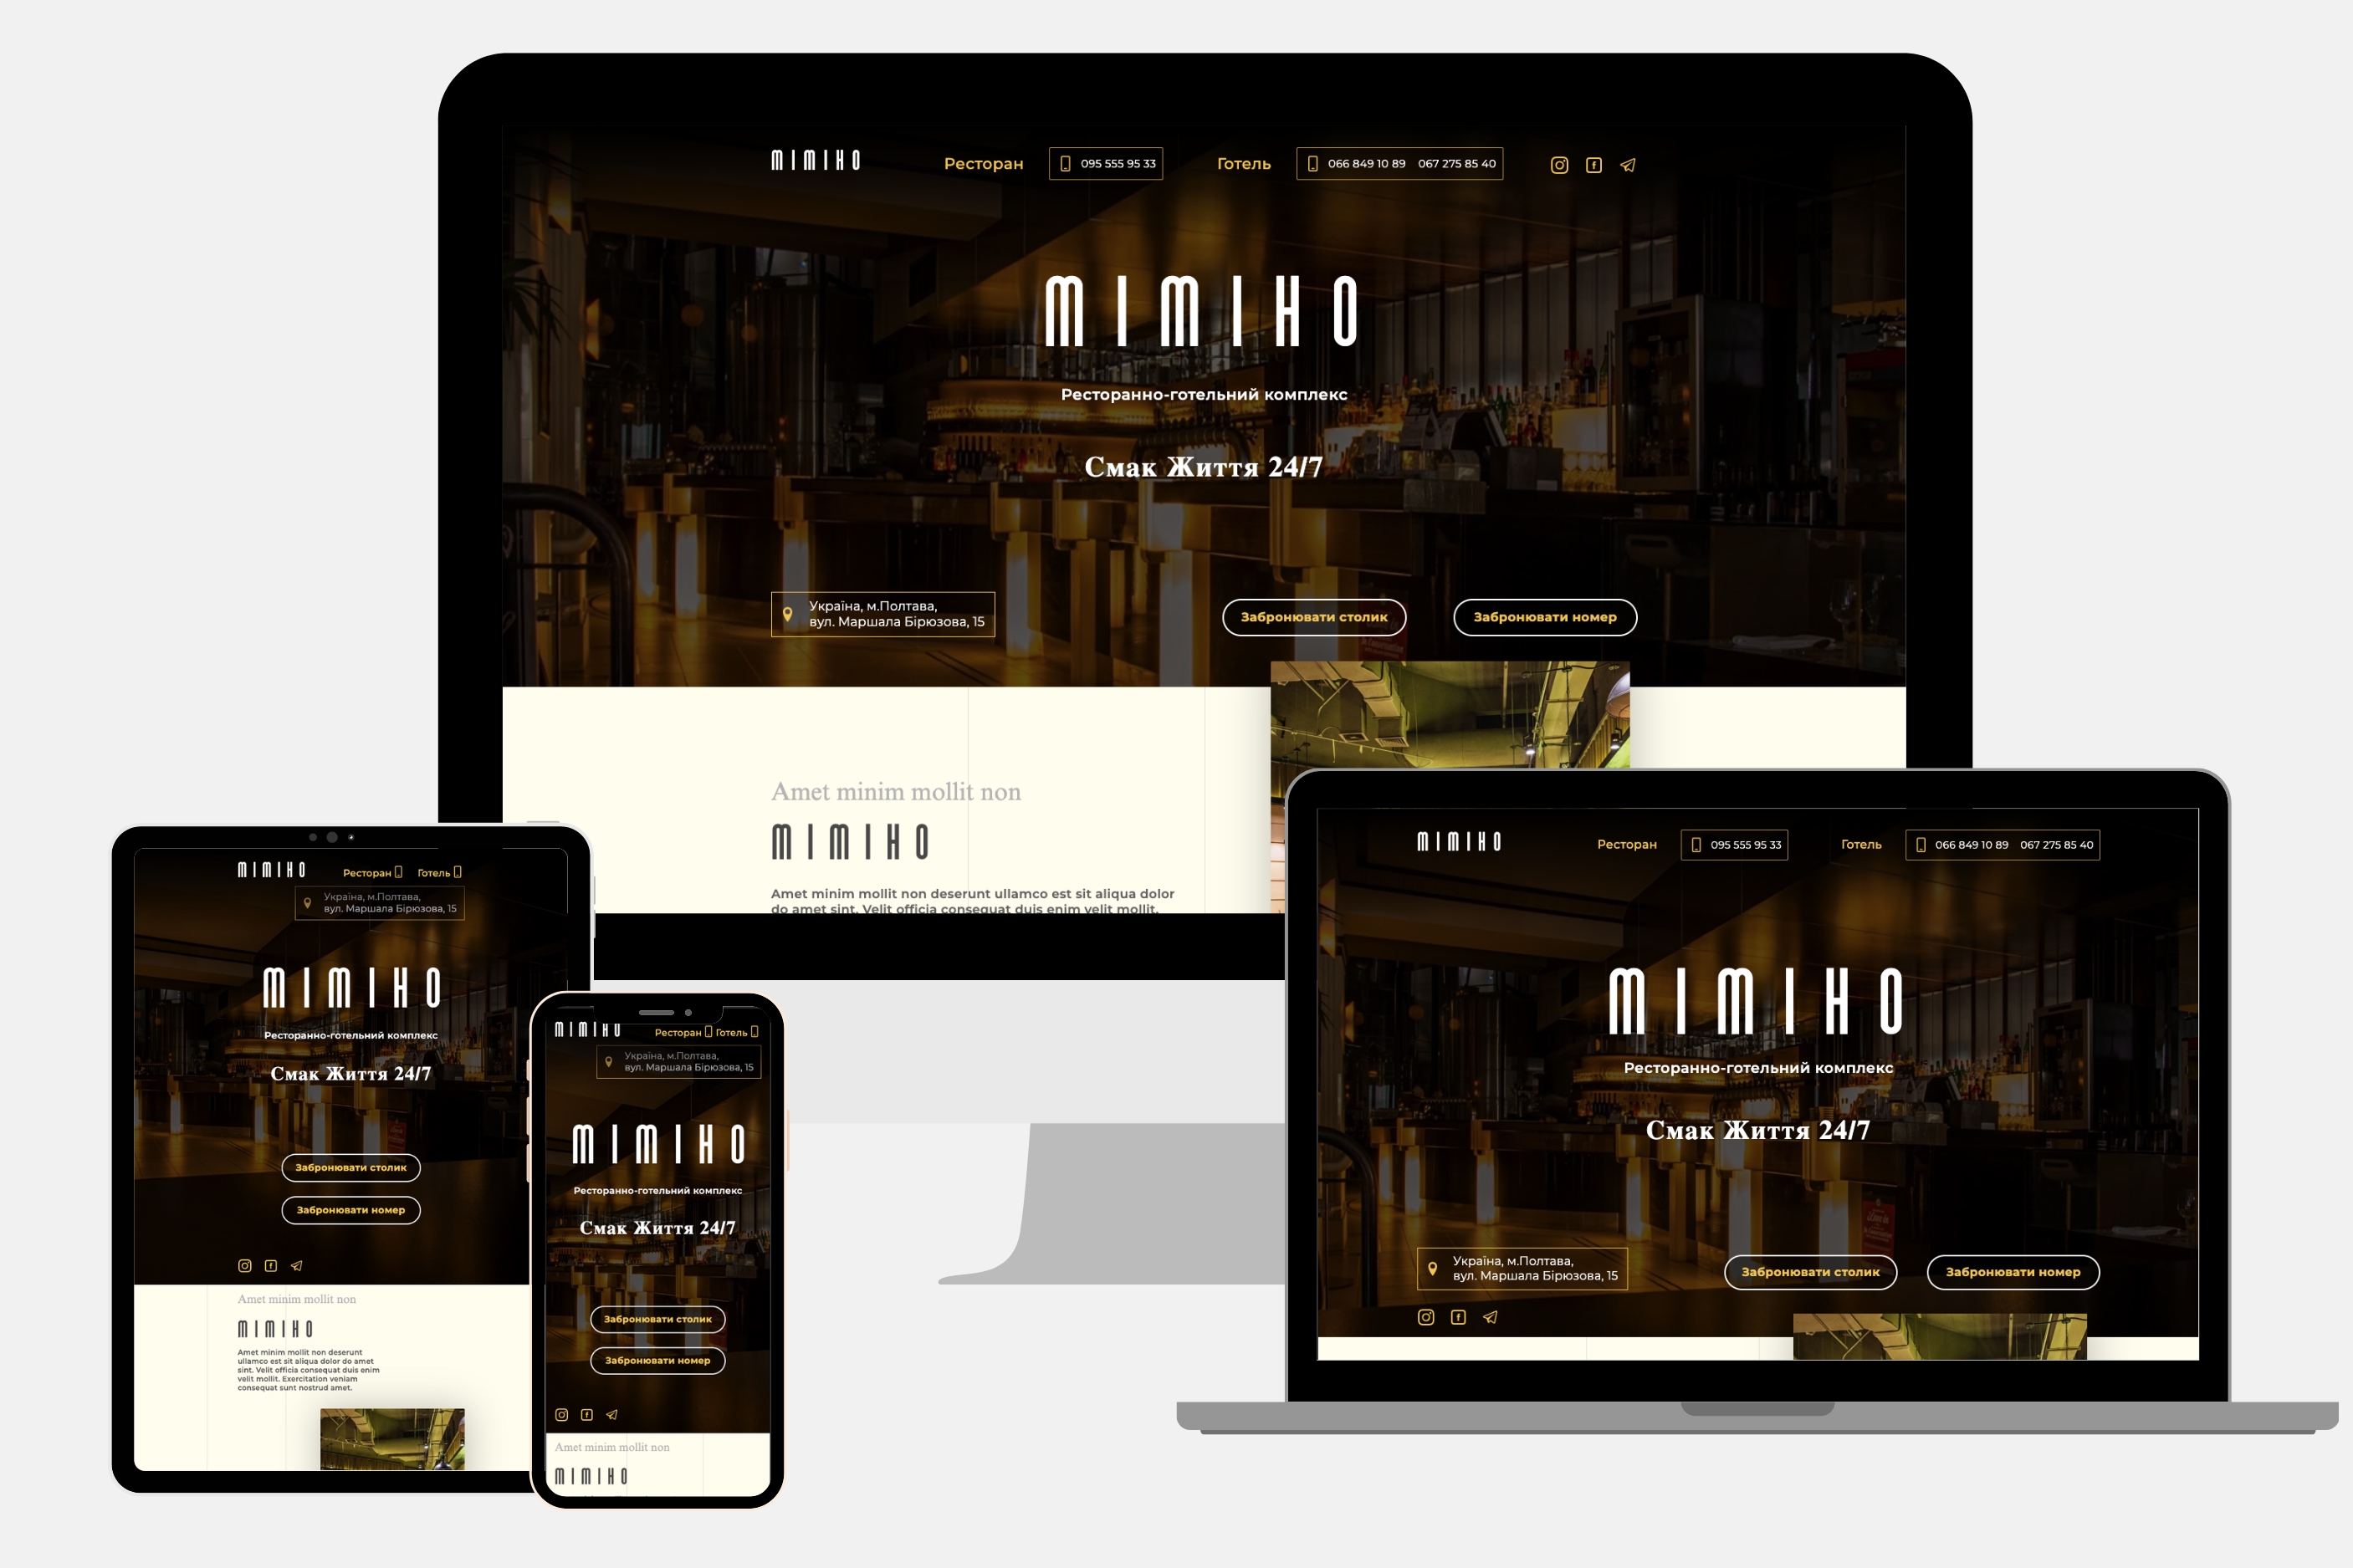 MIMIHO
Ресторан
095 555 95 33
Готель
066 849 10 89 067 275 85 40
MIMIHO
Ресторанно-готельний комплекс
Смак Життя 24/7
Україна, м.Полтава,
вул. Маршала Бірюзова, 15
Забронювати столик
Забронювати номер
Amet minim mollit non
MIMIHO
Amet minim mollit non deserunt ullamco est sit aliqua dolor
do amet sint. Velit officia consequat duis enim velit mollit.
MIMIHO
Ресторан
Готель
Україна, м.Полтава,
вул. Маршала Бірюзова, 15
MIMIHO
Ресторанно-готельний комплекс
Смак Життя 24/7
Забронювати столик
Забронювати номер
Amet minim mollit non
MIMIHO
Amet minim mollit non deserunt
ullamco est sit aliqua dolor do amet
sint. Velit officia consequat duis enim
velit mollit. Exercitation veniam
consequat sunt nostrud amet.
MIMIHO
Ресторан
Готель
Україна, м.Полтава,
вул. Маршала Бірюзова, 15
MIMIHO
Ресторанно-готельний комплекс
Смак Життя 24/7
Забронювати столик
Забронювати номер
Amet minim mollit non
MIMIHO
MIMIHO
Ресторан
095 555 95 33
Готель
066 849 10 89 067 275 85 40
MIMIHO
Ресторанно-готельний комплекс
Смак Життя 24/7
Україна, м.Полтава,
вул. Маршала Бірюзова, 15
Забронювати столик
Забронювати номер